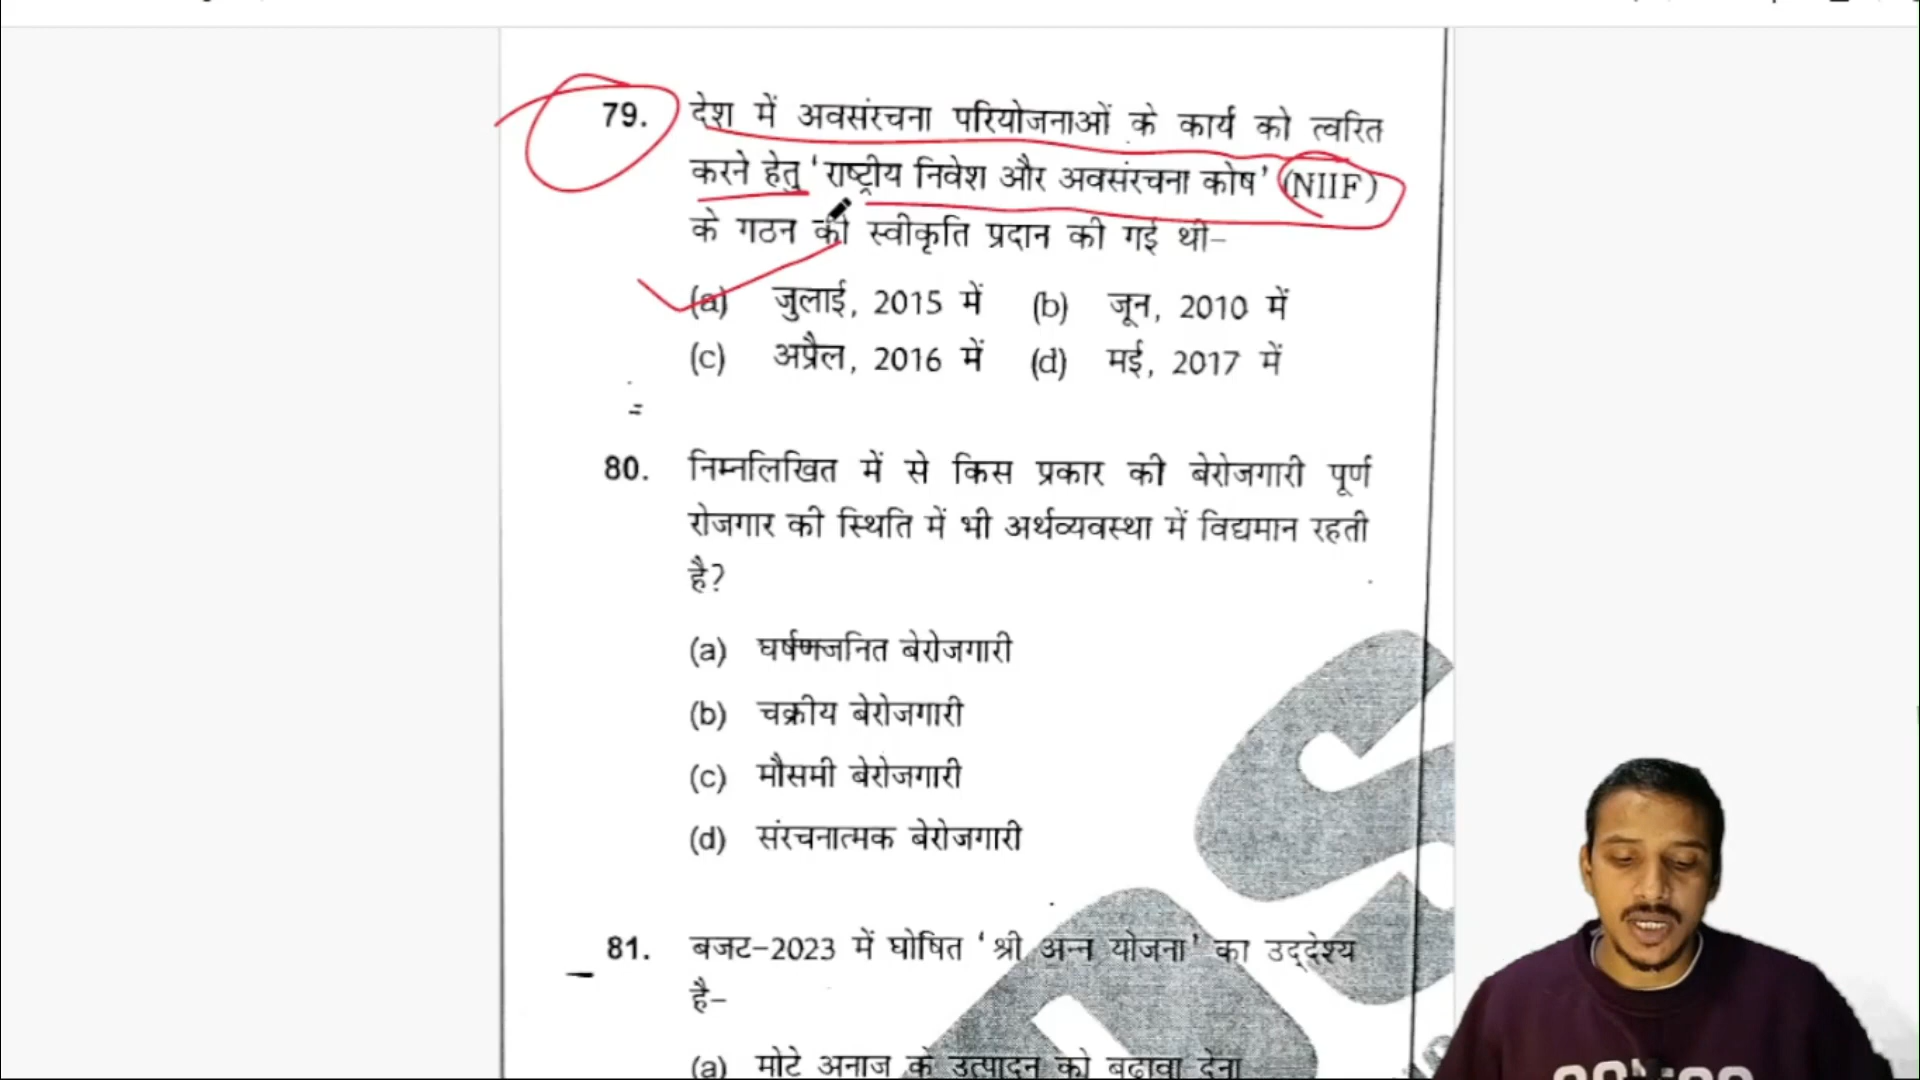 79. देश में अवसंरचना परियोजनाओं के कार्य को त्वरित
करने हेतु 'राष्ट्रीय निवेश और अवसंरचना कोष' (NIIF)
के गठन की स्वीकृति प्रदान की गई थी–
(a) जुलाई, 2015 में (b) जून, 2010 में
(c) अप्रैल, 2016 में (d) मई, 2017 में
80. निम्नलिखित में से किस प्रकार की बेरोजगारी पूर्ण
रोजगार की स्थिति में भी अर्थव्यवस्था में विद्यमान रहती
है?
(a) घर्षणजनित बेरोजगारी
(b) चक्रीय बेरोजगारी
(c) मौसमी बेरोजगारी
(d) संरचनात्मक बेरोजगारी
81. बजट–2023 में घोषित 'श्री अन्न योजना' का उद्देश्य
है–
(a) मोटे अनाज के उत्पादन को बढ़ावा देना